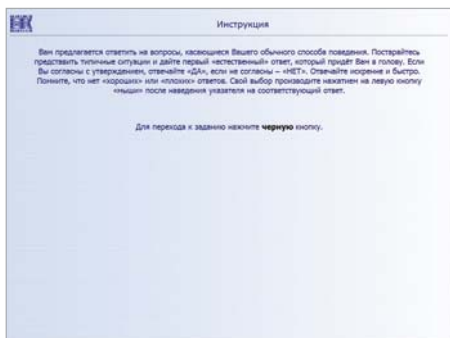 Инструкция
Вам предлагается ответить на вопросы, касающиеся Вашего обычного способа поведения. Постарайтесь
представить типичные ситуации и дайте первый «естественный» ответ, который придёт Вам в голову. Если
Вы согласны с утверждением, отвечайте «ДА», если не согласны – «НЕТ». Отвечайте искренне и быстро.
Помните, что нет «хороших» или «плохих» ответов. Свой выбор производите нажатием на левую кнопку
«мыши» после наведения указателя на соответствующий ответ.
Для перехода к заданию нажмите черную кнопку.